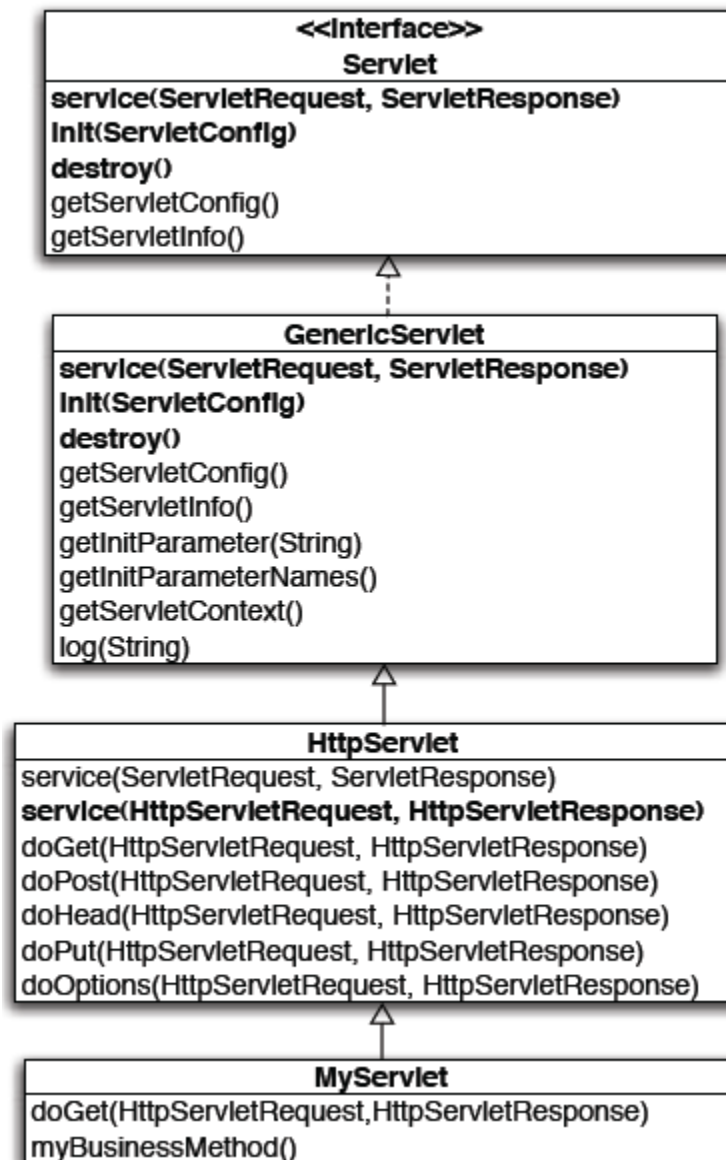 <<Interface>>
Servlet
service(ServletRequest, ServletResponse)
init(ServletConfig)
destroy()
getServletConfig()
getServletInfo()
GenericServlet
service(ServletRequest, ServletResponse)
init(ServletConfig)
destroy()
getServletConfig()
getServletInfo()
getInitParameter(String)
getInitParameterNames()
getServletContext()
log(String)
HttpServlet
service(ServletRequest, ServletResponse)
service(HttpServletRequest, HttpServletResponse)
doGet(HttpServletRequest, HttpServletResponse)
doPost(HttpServletRequest, HttpServletResponse)
doHead(HttpServletRequest, HttpServletResponse)
doPut(HttpServletRequest, HttpServletResponse)
doOptions(HttpServletRequest, HttpServletResponse)
MyServlet
doGet(HttpServletRequest,HttpServletResponse)
myBusinessMethod()